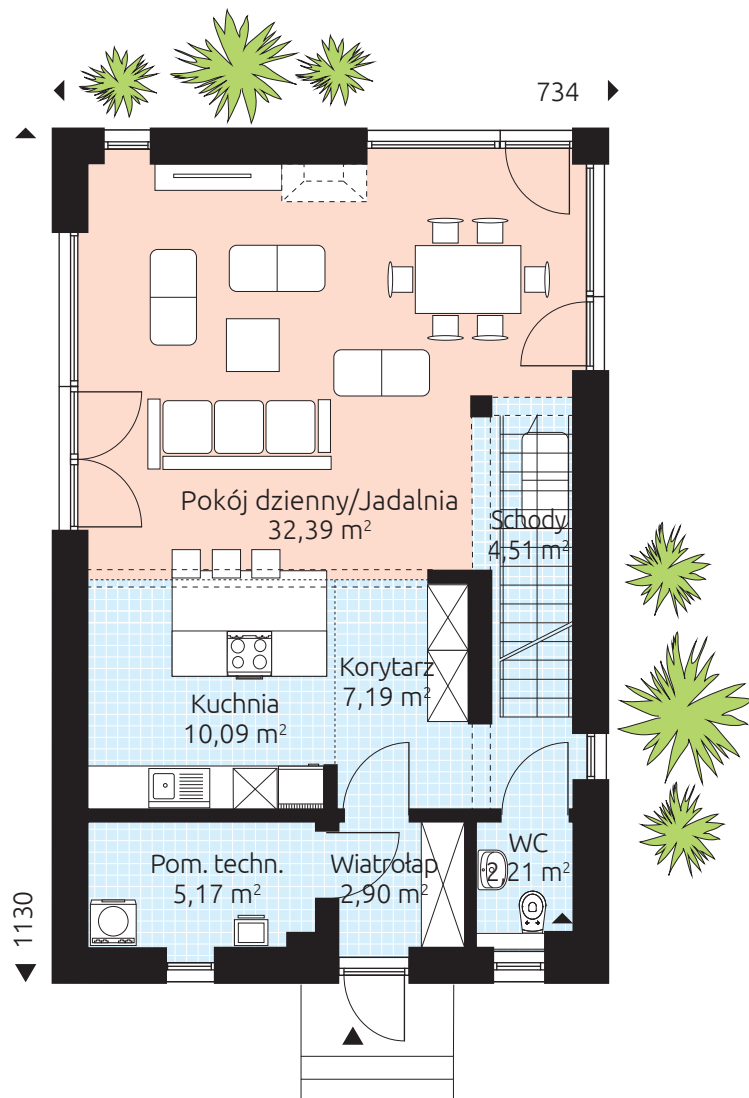 734
Pokój dzienny/Jadalnia
32,39 m²
Schody
4,51 m²
Korytarz
7,19 m²
Kuchnia
10,09 m²
Pom. techn.
5,17 m²
Wiatrołap
2,90 m²
WC
2,21 m²
1130